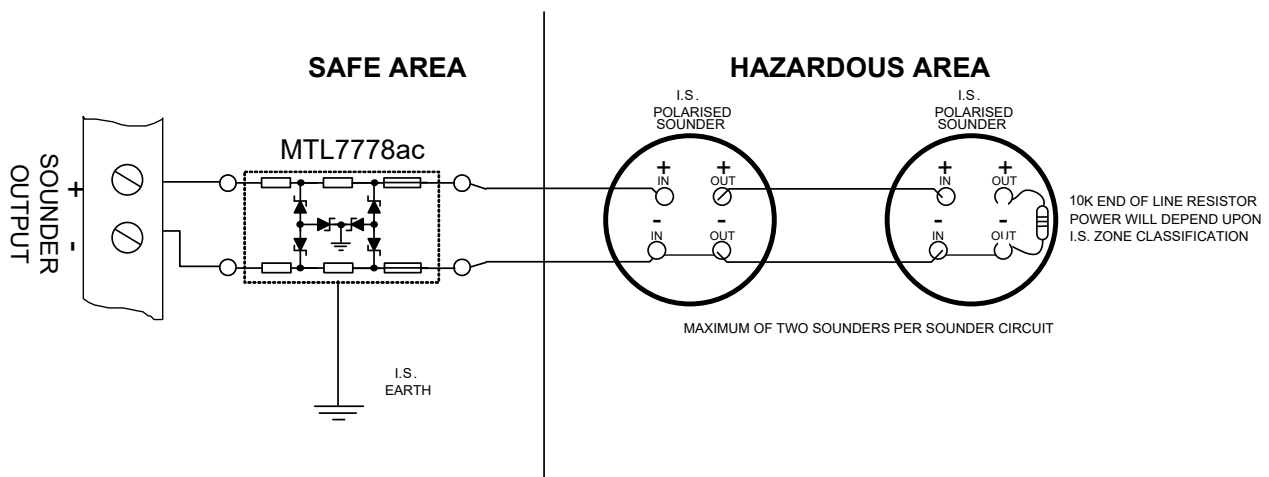 SAFE AREA
HAZARDOUS AREA
SOUNDER
OUTPUT
+
-
MTL7778ac
I.S.
EARTH
I.S.
POLARISED
SOUNDER
+ +
IN OUT
- -
IN OUT
I.S.
POLARISED
SOUNDER
+ +
IN OUT
- -
IN OUT
10K END OF LINE RESISTOR
POWER WILL DEPEND UPON
I.S. ZONE CLASSIFICATION
MAXIMUM OF TWO SOUNDERS PER SOUNDER CIRCUIT